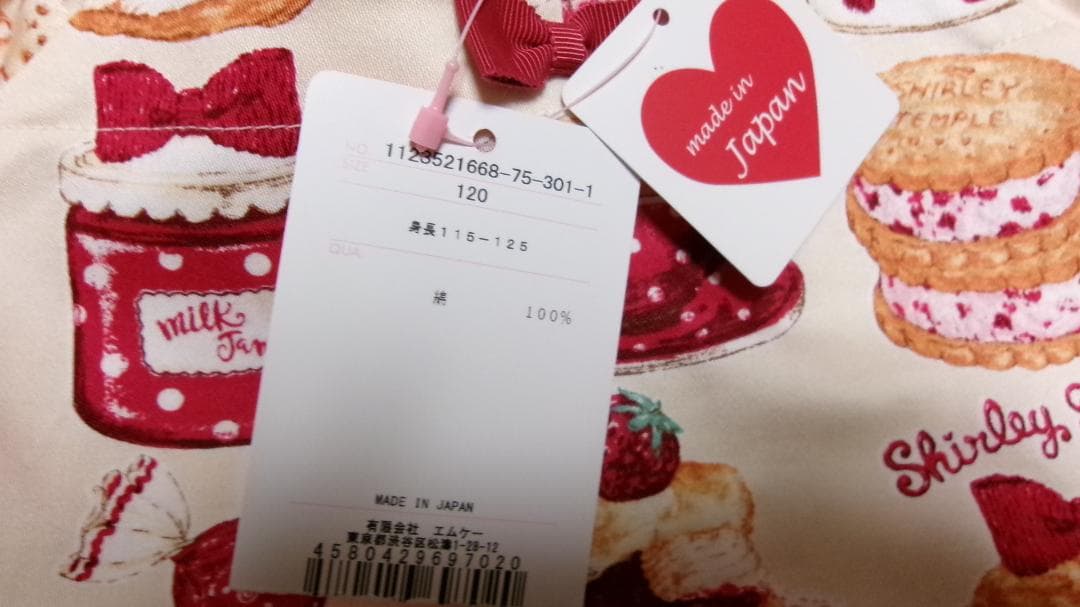 made in
Japan
SHIRLEY
TEMPLE
NO
1123521668-75-301-1
SIZE
120
身長115-125
QUA.
綿 100%
milk
Jam
MADE IN JAPAN
有限会社 エムケー
東京都渋谷区松濤1-28-12
4580429697020
Shirley